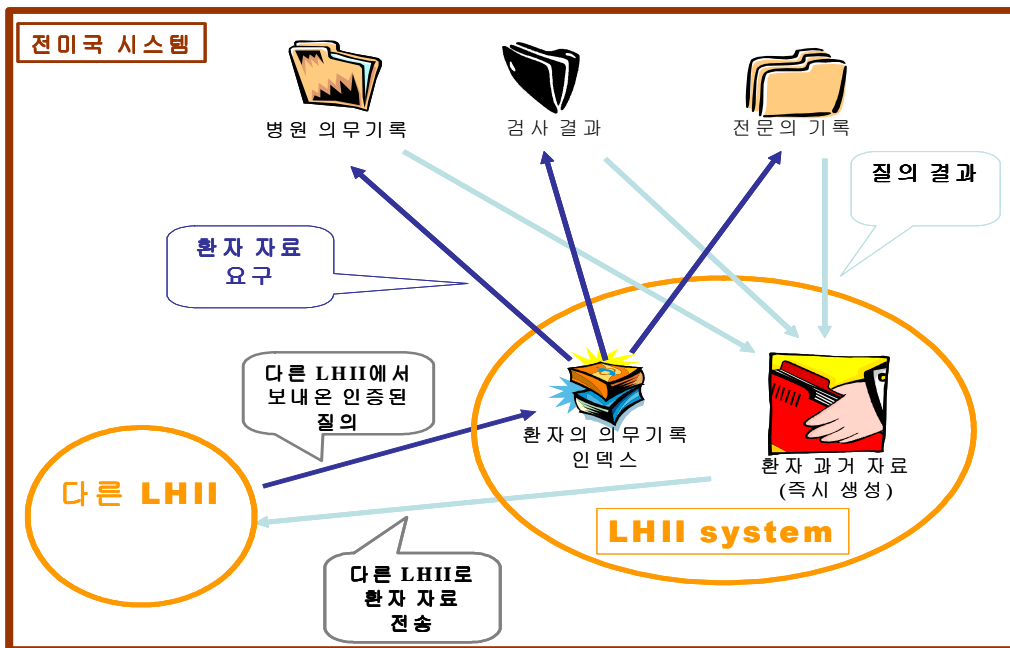 전미국 시스템
병원 의무기록
검사 결과
전문의 기록
질의 결과
환자 자료
요구
다른 LHII에서
보내온 인증된
질의
환자의 의무기록
인덱스
환자 과거 자료
(즉시 생성)
다른 LHII
LHII system
다른 LHII로
환자 자료
전송